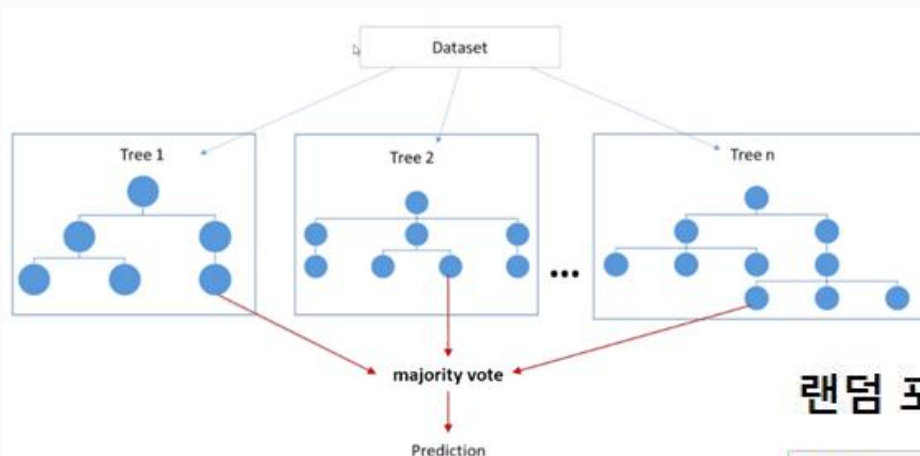 Dataset
Tree 1
Tree 2
Tree n
...
majority vote
랜덤
Prediction